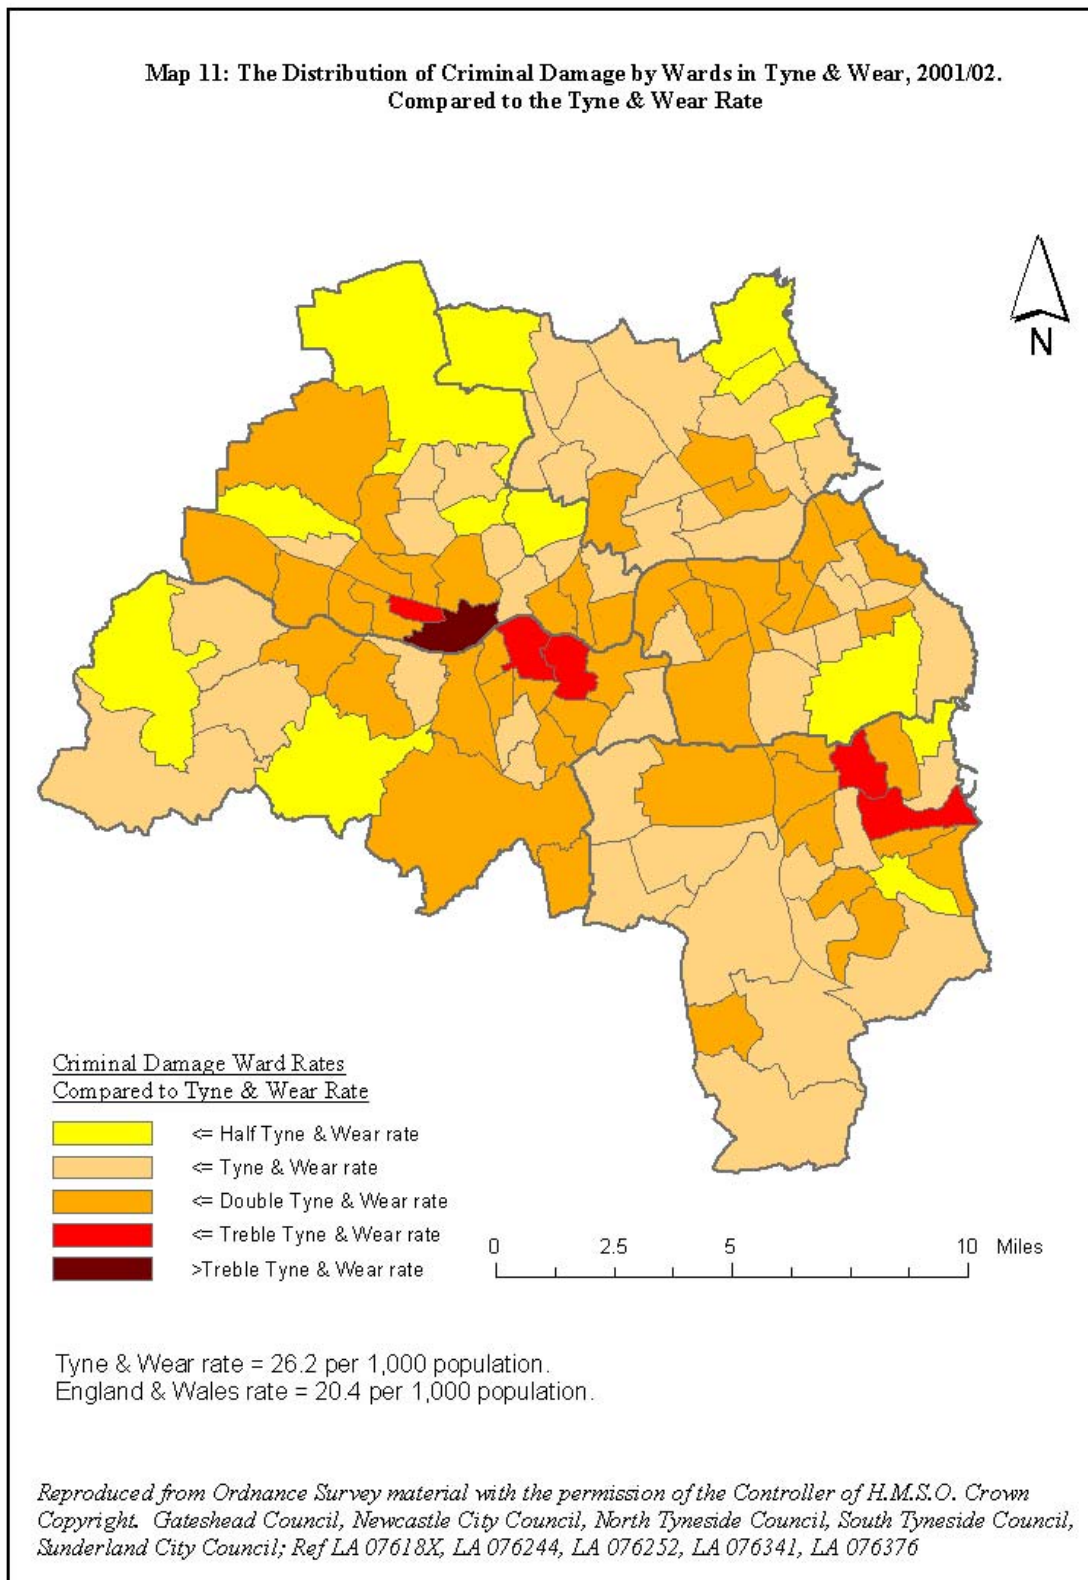 Map 11: The Distribution of Criminal Damage by Wards in Tyne & Wear, 2001/02.
Compared to the Tyne & Wear Rate
N
Criminal Damage Ward Rates
Compared to Tyne & Wear Rate
<= Half Tyne & Wear rate
<= Tyne & Wear rate
<= Double Tyne & Wear rate
<= Treble Tyne & Wear rate
>Treble Tyne & Wear rate
0 2.5 5 10 Miles
Tyne & Wear rate = 26.2 per 1,000 population.
England & Wales rate = 20.4 per 1,000 population.
Reproduced from Ordnance Survey material with the permission of the Controller of H.M.S.O. Crown
Copyright. Gateshead Council, Newcastle City Council, North Tyneside Council, South Tyneside Council,
Sunderland City Council; Ref LA 07618X, LA 076244, LA 076252, LA 076341, LA 076376